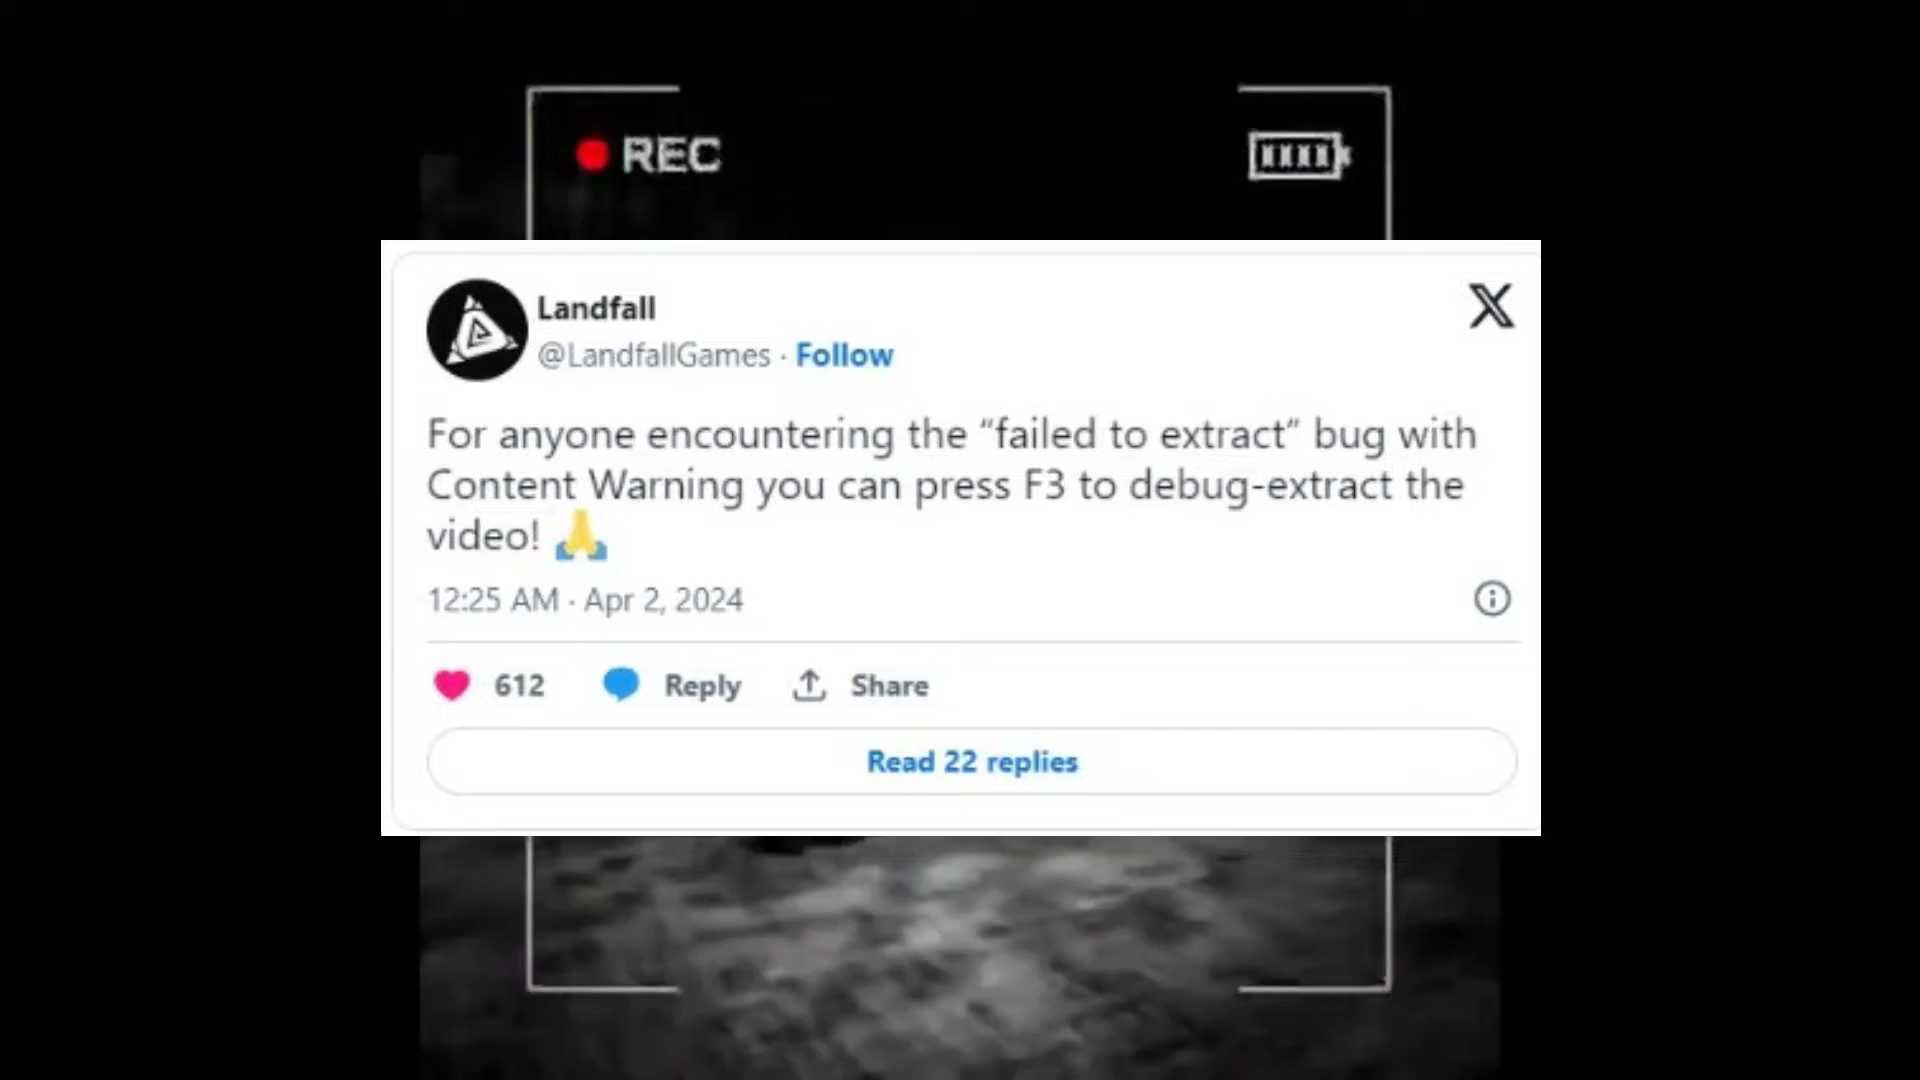 REC
Landfall
@LandfallGames · Follow
For anyone encountering the “failed to extract” bug with
Content Warning you can press F3 to debug-extract the
video! 🙏
12:25 AM · Apr 2, 2024
612 Reply Share
Read 22 replies